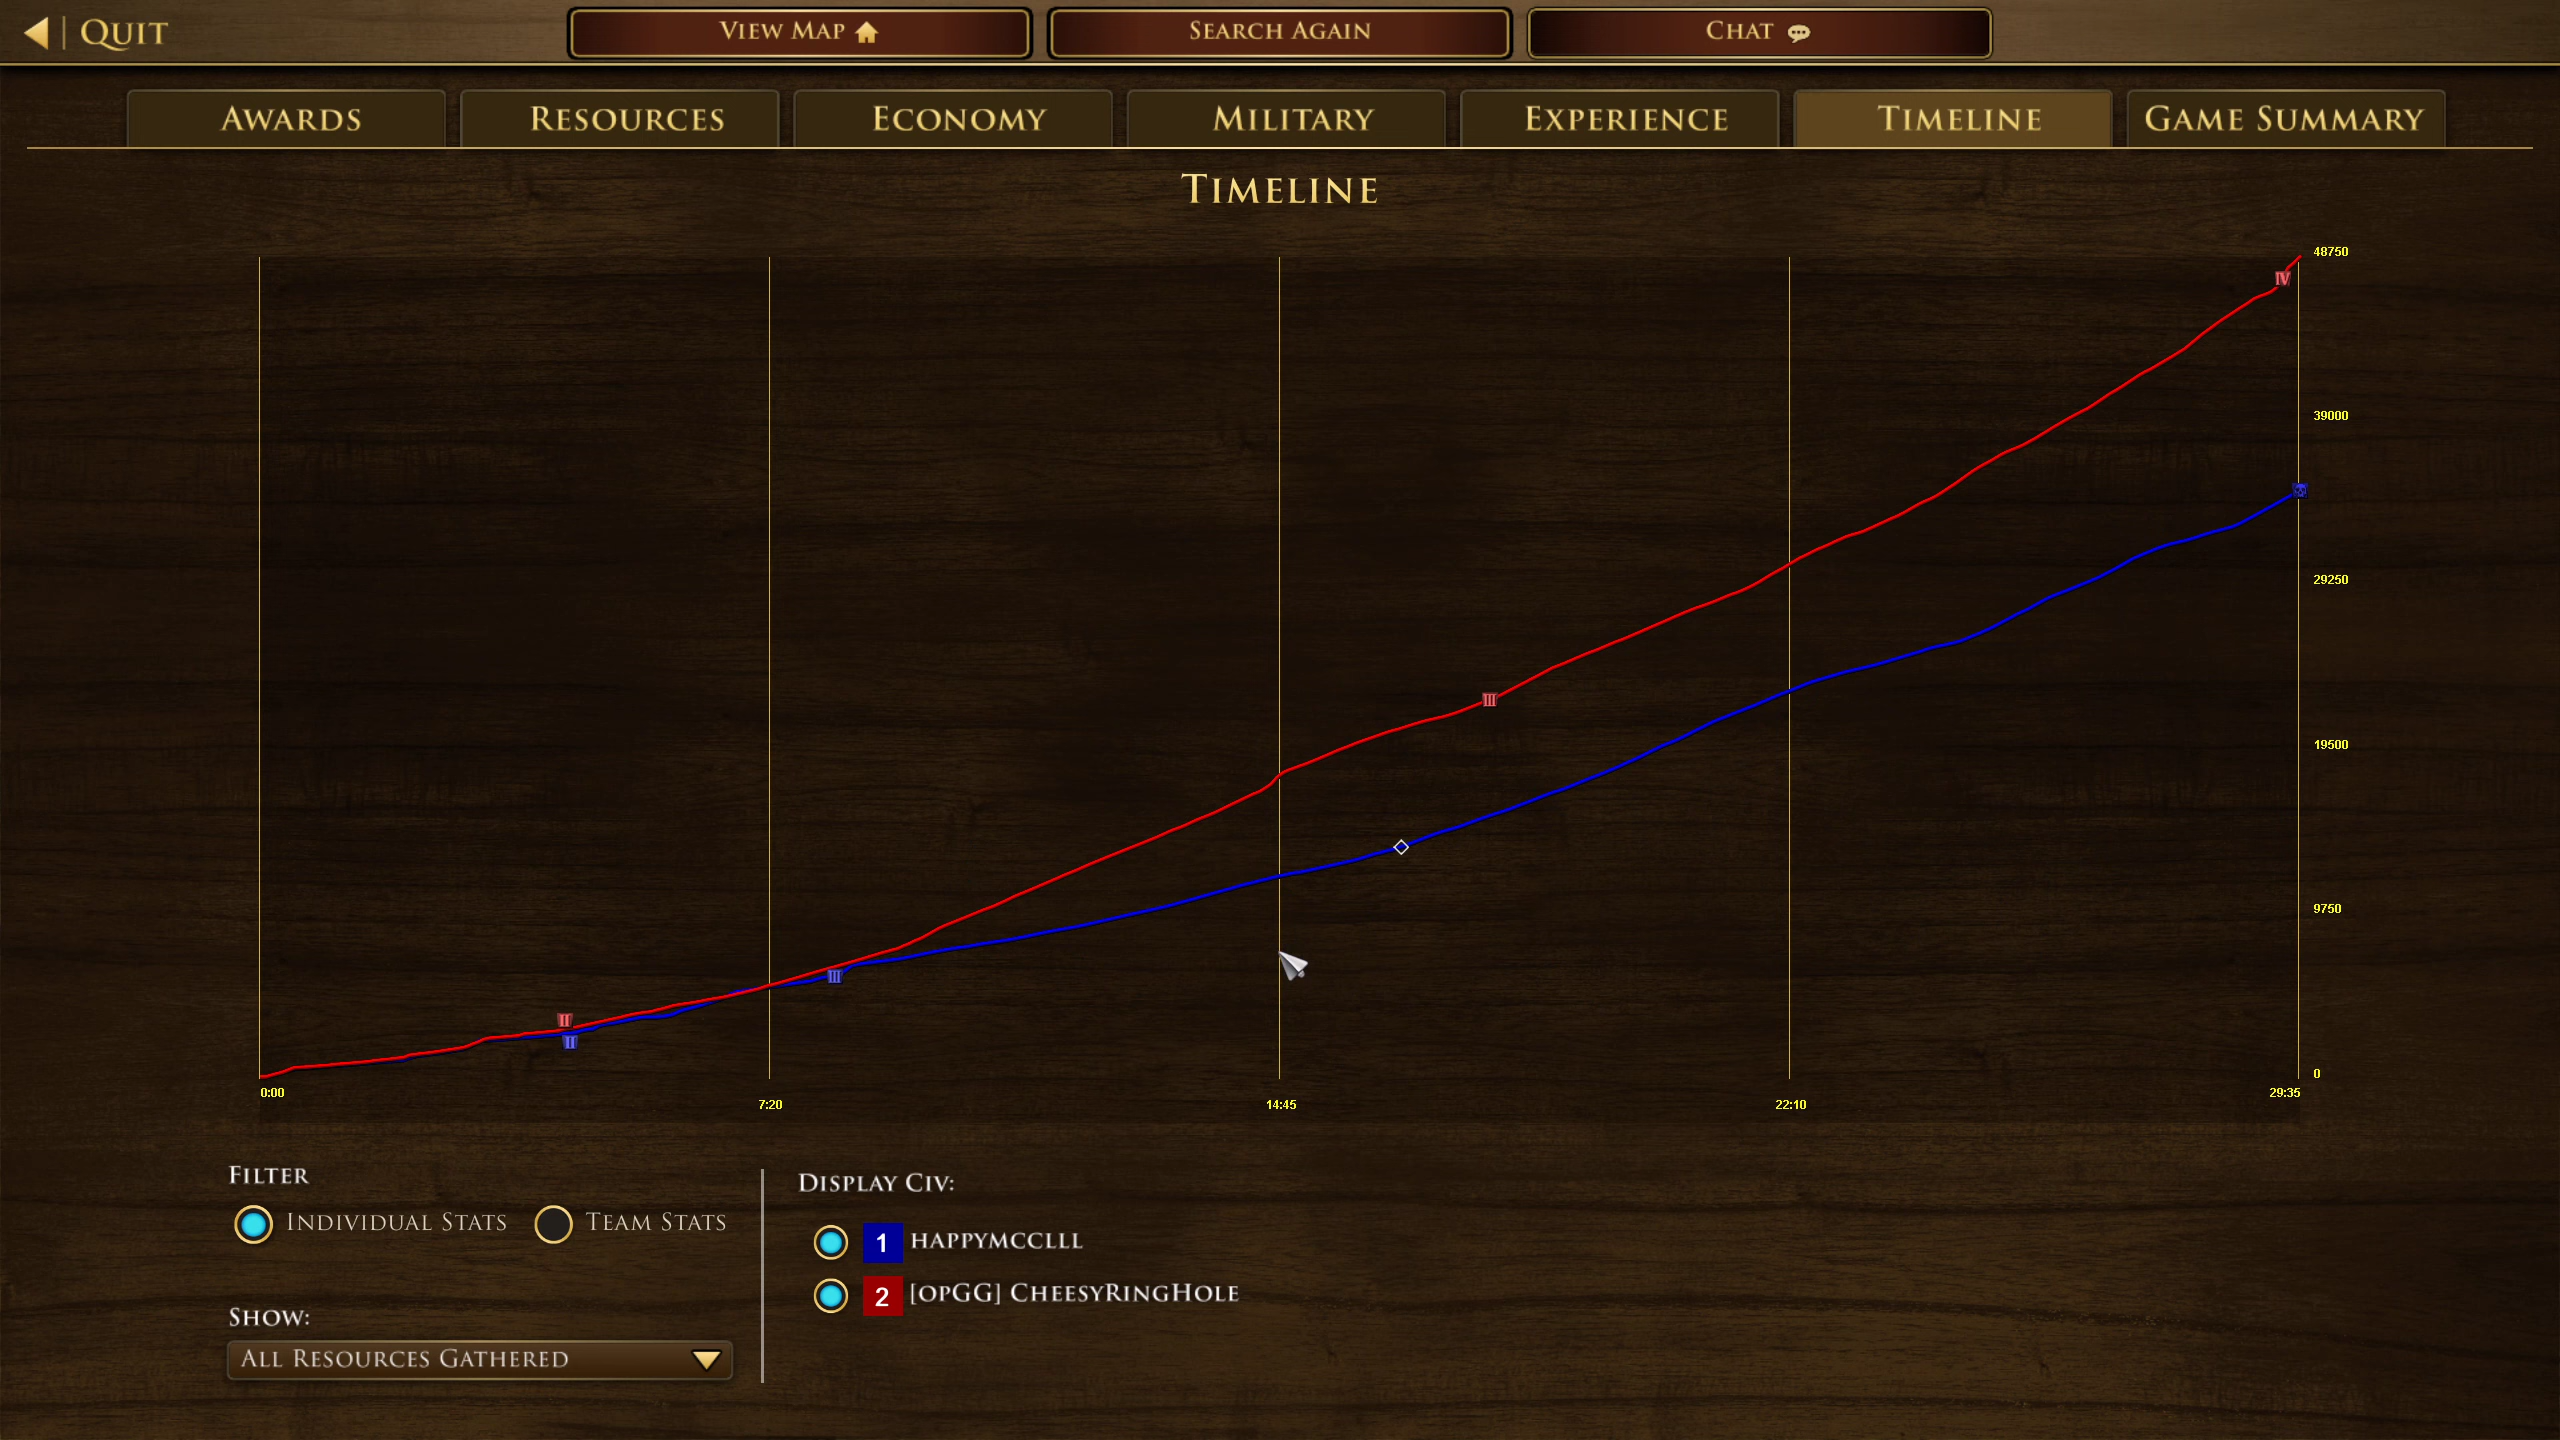 Quit
View Map
Search Again
Chat
Awards
Resources
Economy
Military
Experience
Timeline
Game Summary
Timeline
48750
39000
29250
19500
9750
0
IV
III
III
II
II
0:00
7:20
14:45
22:10
29:35
Filter
Individual Stats
Team Stats
Show:
All Resources Gathered
Display Civ:
1 happymcclll
2 [opGG] CheesyRingHole